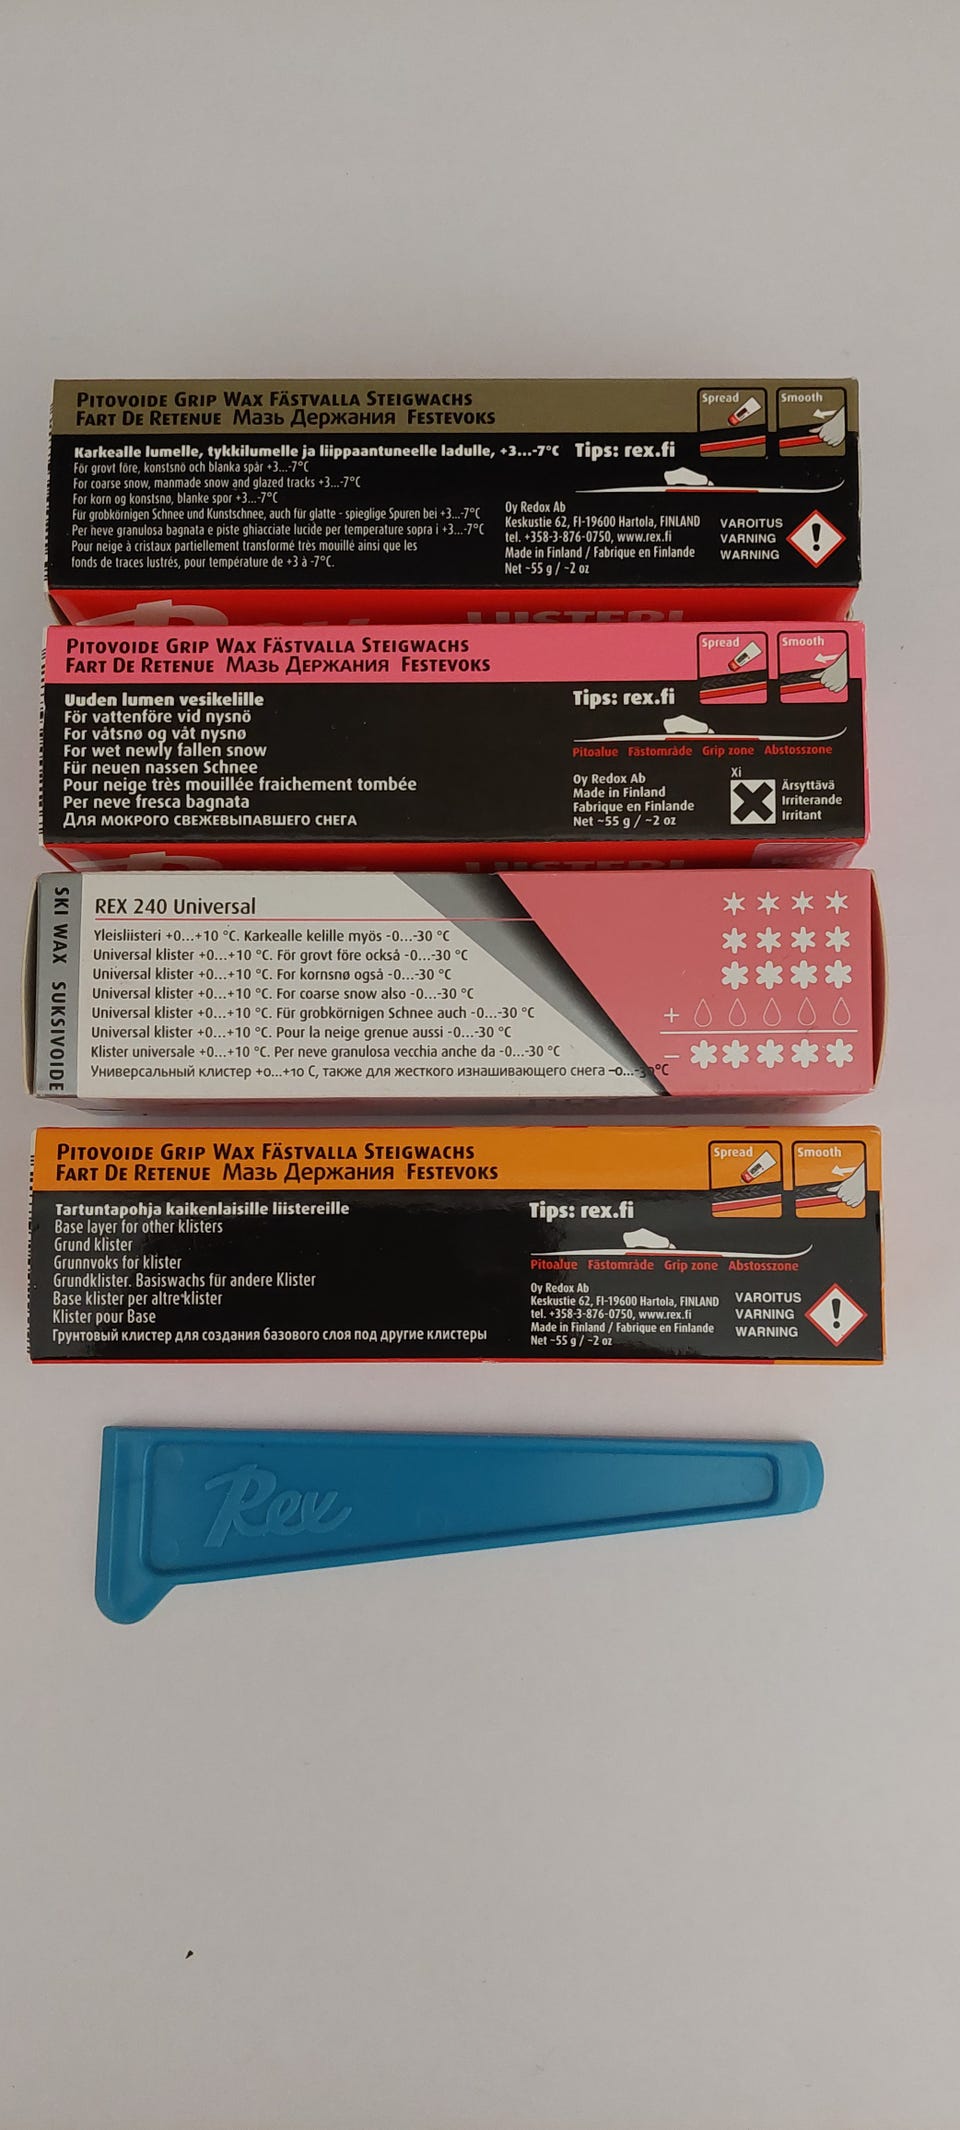 PITOVOIDE GRIP WAX FÄSTVALLA STEIGWACHS
FART DE RETENUE МАЗЬ ДЕРЖАНИЯ FESTEVOKS
Spread
Smooth
Karkealle lumelle, tykkilumelle ja liippaantuneelle ladulle, +3...-7°C
För grovt före, konstsnö och blanka spår +3...-7°C
For coarse snow, manmade snow and glazed tracks +3...-7°C
For korn og konstsno, blanke spor +3...-7°C
Für grobkörnigen Schnee und Kunstschnee, auch für glatte - spieglige Spuren bei +3...-7°C
Per heve granulosa bagnata e piste ghiacciate lucide per temperature sopra i +3...-7°C
Pour neige à cristaux partiellement transformé très mouillé ainsi que les
fonds de traces lustrés, pour température de +3 à -7°C.
Tips: rex.fi
Oy Redox Ab
Keskustie 62, FI-19600 Hartola, FINLAND
tel. +358-3-876-0750, www.rex.fi
Made in Finland / Fabrique en Finlande
Net ~55 g / ~2 oz
VAROITUS
VARNING
WARNING
PITOVOIDE GRIP WAX FÄSTVALLA STEIGWACHS
FART DE RETENUE МАЗЬ ДЕРЖАНИЯ FESTEVOKS
Spread
Smooth
Uuden lumen vesikelille
För vattenföre vid nysnö
For våtsnø og våt nysnø
For wet newly fallen snow
Für neuen nassen Schnee
Pour neige très mouillée fraichement tombée
Per neve fresca bagnata
Для мокрого свежевыпавшего снега
Tips: rex.fi
Pitoalue Fästområde Grip zone Abstosszone
Oy Redox Ab
Made in Finland
Fabrique en Finlande
Net ~55 g / ~2 oz
Xi
Ärsyttävä
Irriterande
Irritant
SKI WAX SUKSIVOIDE
REX 240 Universal
Yleisliisteri +0...+10 °C. Karkealle kelille myös -0...-30 °C
Universal klister +0...+10 °C. För grovt före också -0...-30 °C
Universal klister +0...+10 °C. For kornsnø også -0...-30 °C
Universal klister +0...+10 °C. For coarse snow also -0...-30 °C
Universal klister +0...+10 °C. Für grobkörnigen Schnee auch -0...-30 °C
Universal klister +0...+10 °C. Pour la neige grenue aussi -0...-30 °C
Klister universale +0...+10 °C. Per neve granulosa vecchia anche da -0...-30 °C
Универсальный клистер +0...+10 C, также для жесткого изнашивающего снега -0...-30°C
+
−
PITOVOIDE GRIP WAX FÄSTVALLA STEIGWACHS
FART DE RETENUE МАЗЬ ДЕРЖАНИЯ FESTEVOKS
Spread
Smooth
Tartuntapohja kaikenlaisille liistereille
Base layer for other klisters
Grund klister
Grunnvoks for klister
Grundklister. Basiswachs für andere Klister
Base klister per altre klister
Klister pour Base
Грунтовый клистер для создания базового слоя под другие клистеры
Tips: rex.fi
Pitoalue Fästområde Grip zone Abstosszone
Oy Redox Ab
Keskustie 62, FI-19600 Hartola, FINLAND
tel. +358-3-876-0750, www.rex.fi
Made in Finland / Fabrique en Finlande
Net ~55 g / ~2 oz
VAROITUS
VARNING
WARNING
Rex